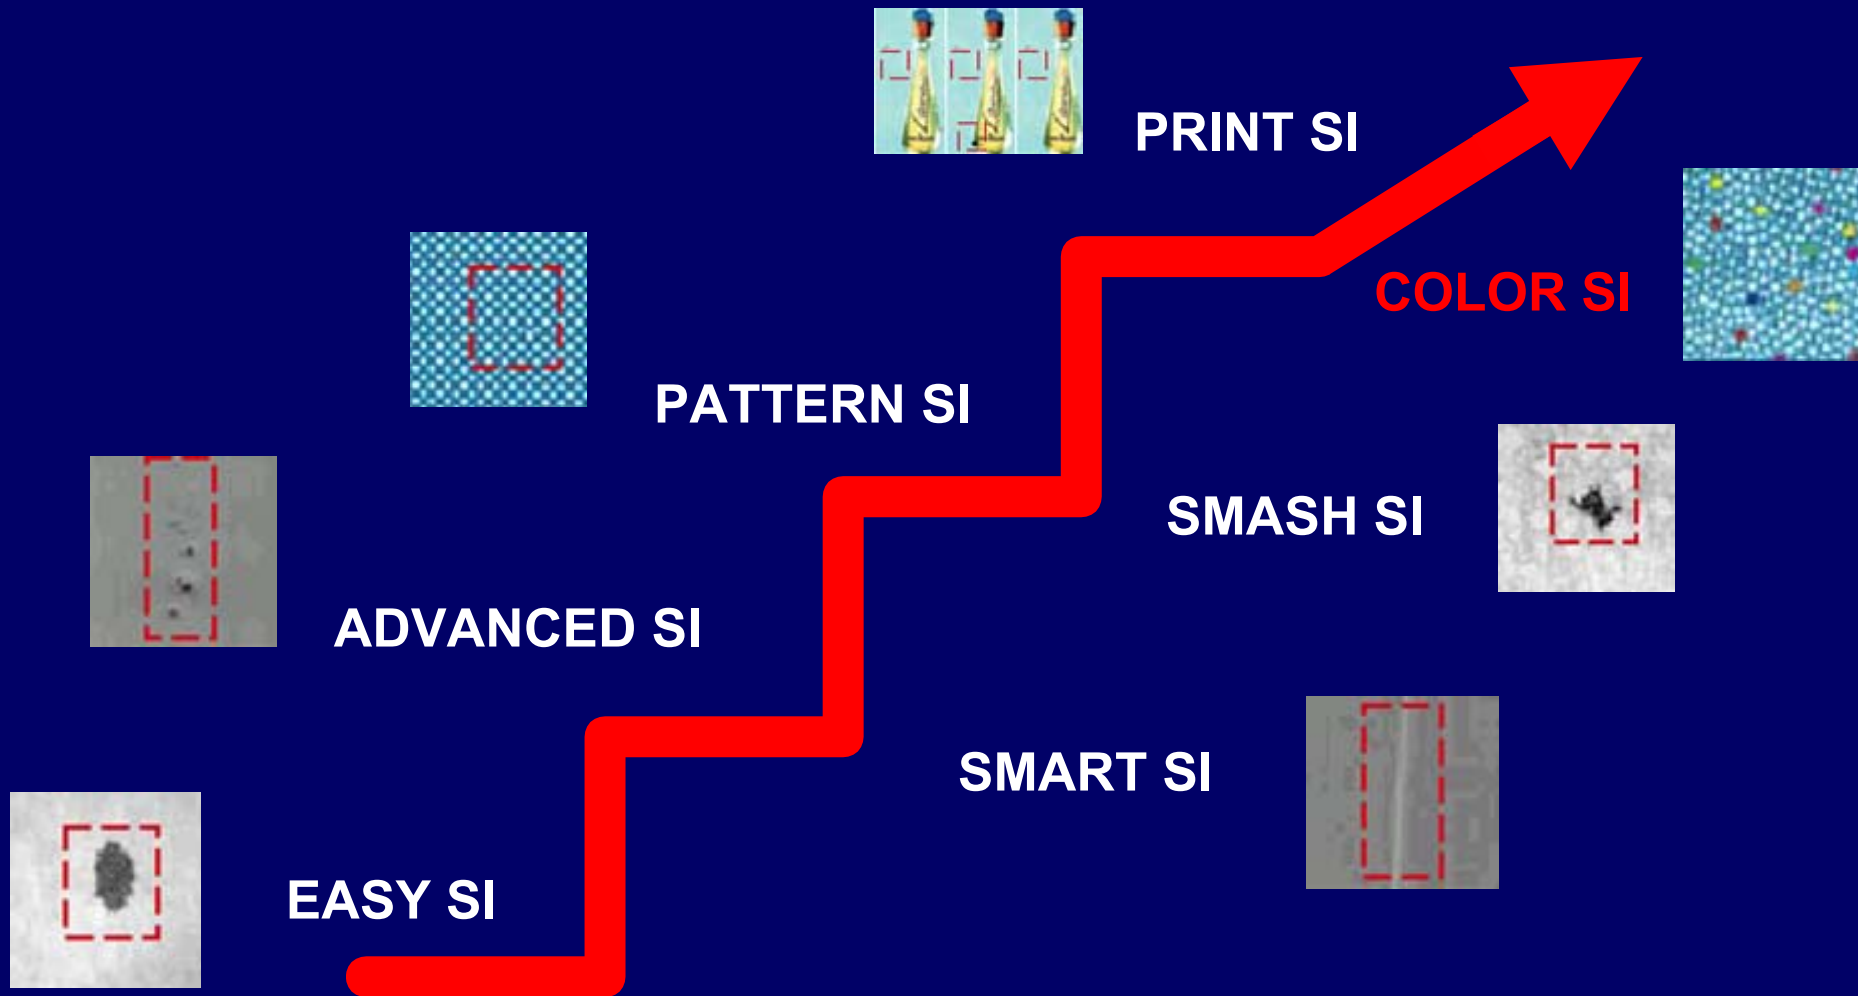 PRINT SI
COLOR SI
PATTERN SI
SMASH SI
ADVANCED SI
SMART SI
EASY SI